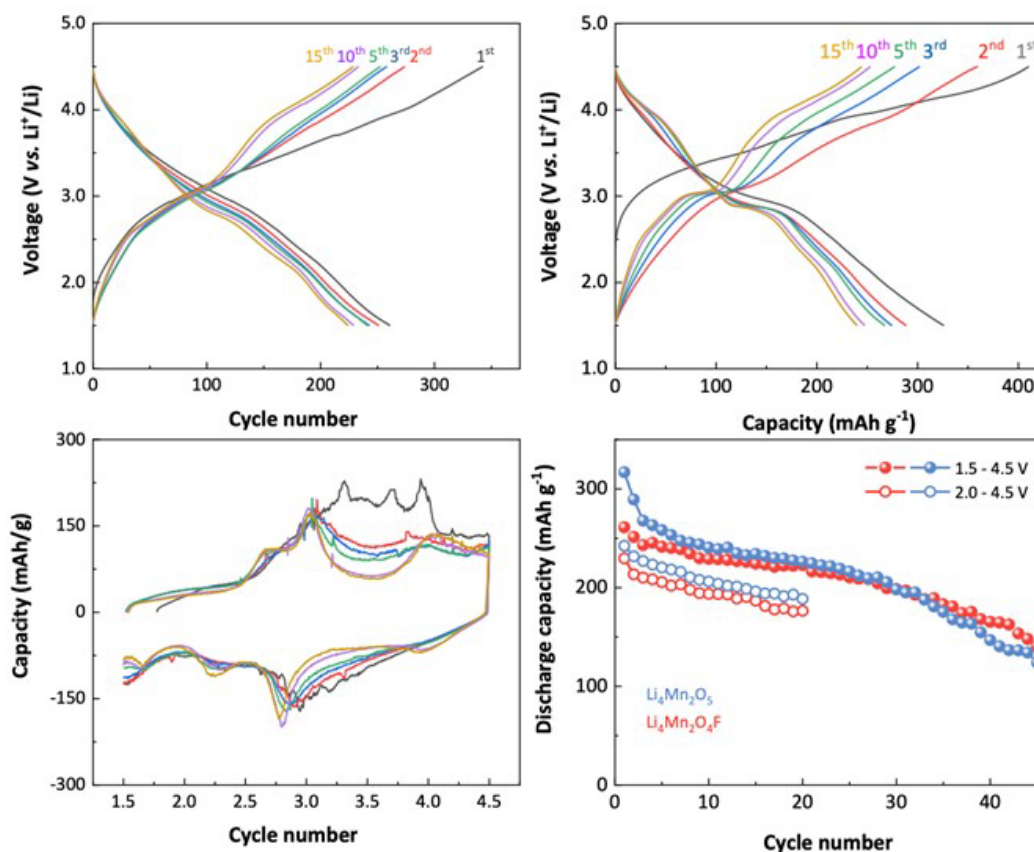 5.0
4.0
3.0
2.0
1.0
Voltage (V vs. Li⁺/Li)
15ᵗʰ 10ᵗʰ 5ᵗʰ 3ʳᵈ 2ⁿᵈ 1ˢᵗ
0 100 200 300
Cycle number
5.0
4.0
3.0
2.0
1.0
Voltage (V vs. Li⁺/Li)
15ᵗʰ 10ᵗʰ 5ᵗʰ 3ʳᵈ 2ⁿᵈ 1ˢᵗ
0 100 200 300 400
Capacity (mAh g⁻¹)
300
150
0
-150
-300
Capacity (mAh/g)
1.5 2.0 2.5 3.0 3.5 4.0 4.5
Cycle number
300
200
100
0
Discharge capacity (mAh g⁻¹)
1.5 - 4.5 V
2.0 - 4.5 V
Li₄Mn₂O₅
Li₄Mn₂O₄F
0 10 20 30 40
Cycle number